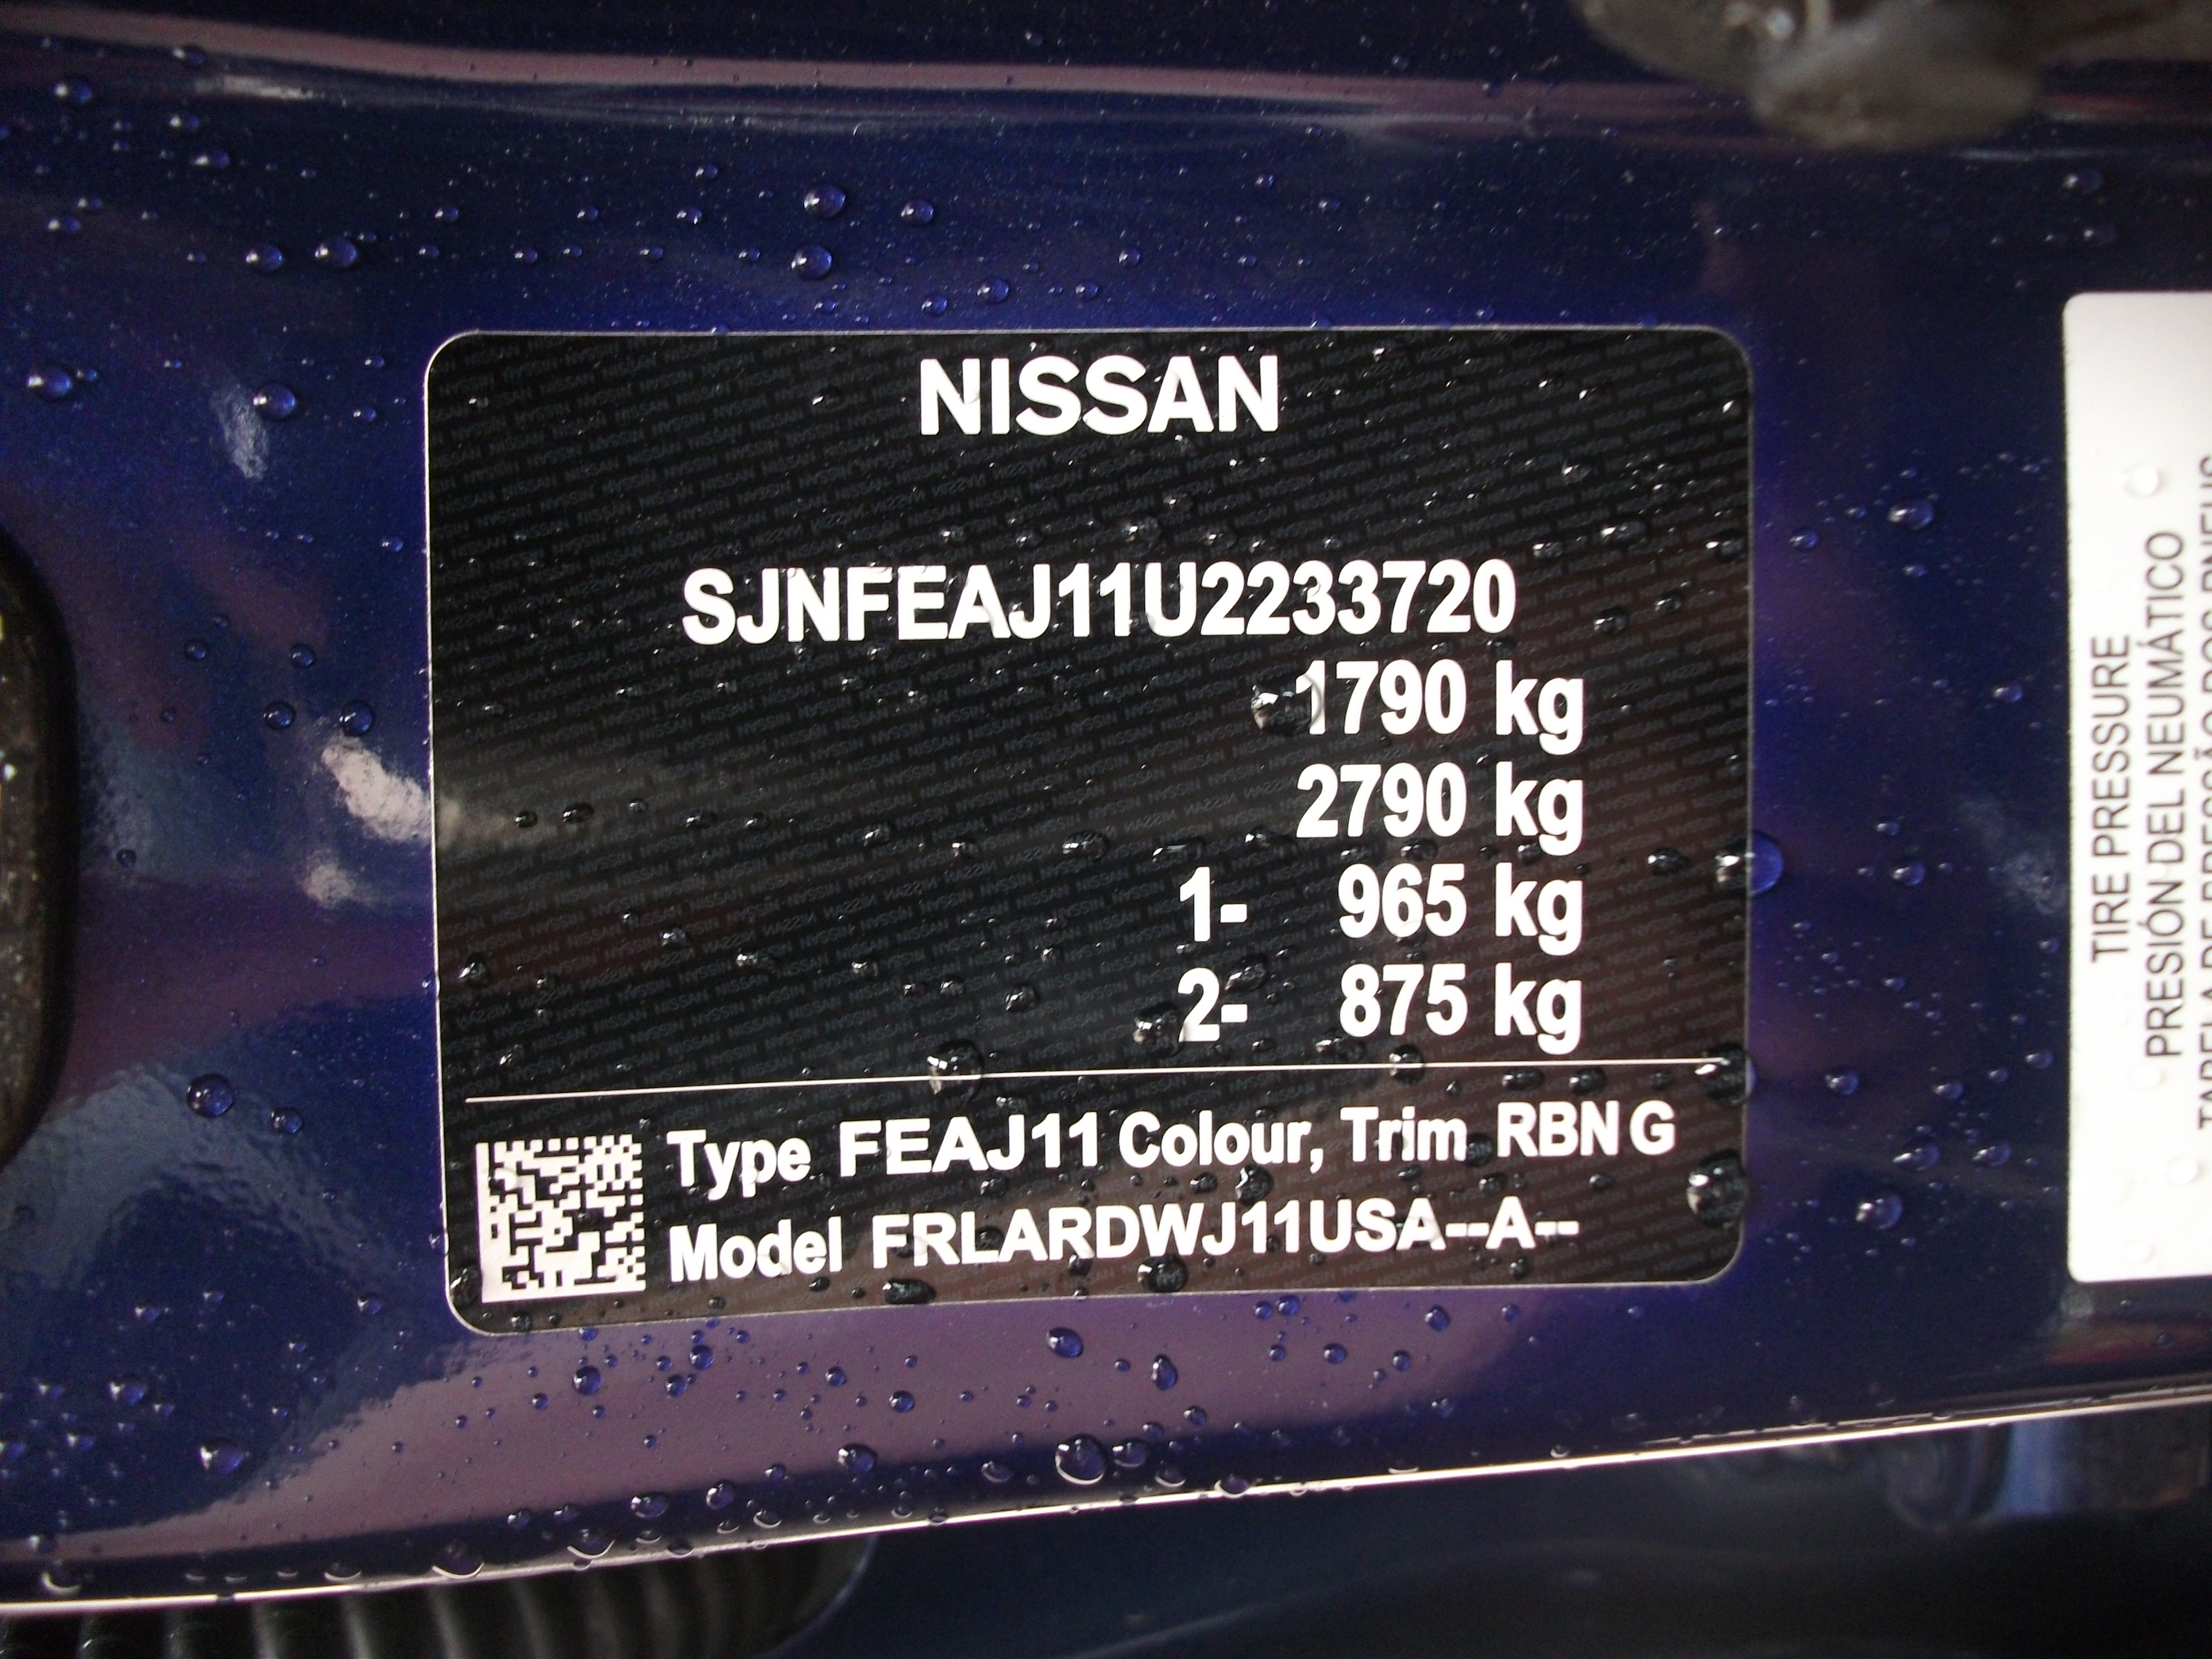 NISSAN
SJNFEAJ11U2233720
1790 kg
2790 kg
1- 965 kg
2- 875 kg
Type FEAJ11 Colour, Trim RBN G
Model FRLARDWJ11USA--A--
TIRE PRESSURE
PRESIÓN DEL NEUMÁTICO